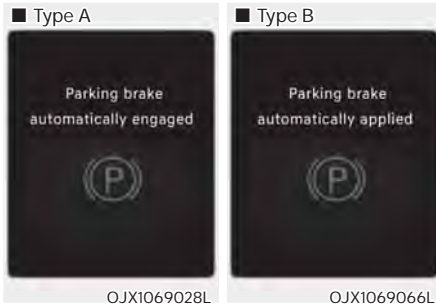 ■ Type A
Parking brake
automatically engaged
P
OJX1069028L
■ Type B
Parking brake
automatically applied
P
OJX1069066L